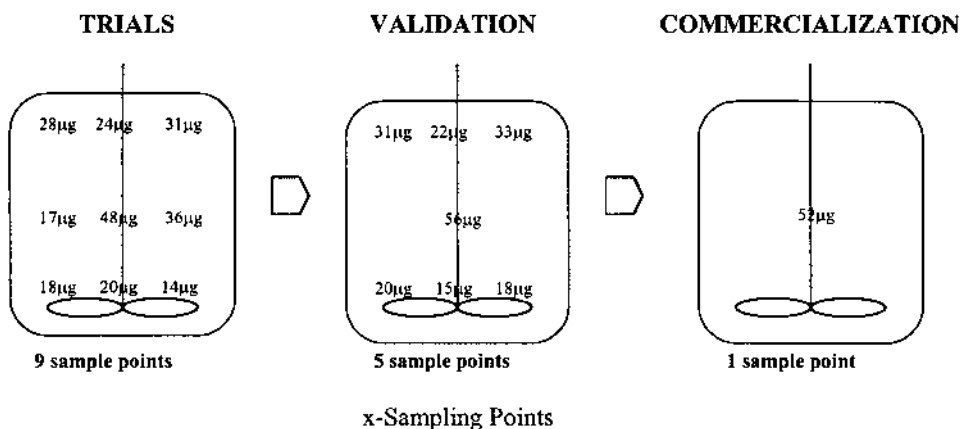 TRIALS VALIDATION COMMERCIALIZATION
28µg 24µg 31µg
17µg 48µg 36µg
18µg 20µg 14µg
9 sample points
31µg 22µg 33µg
56µg
20µg 15µg 18µg
5 sample points
52µg
1 sample point
x-Sampling Points